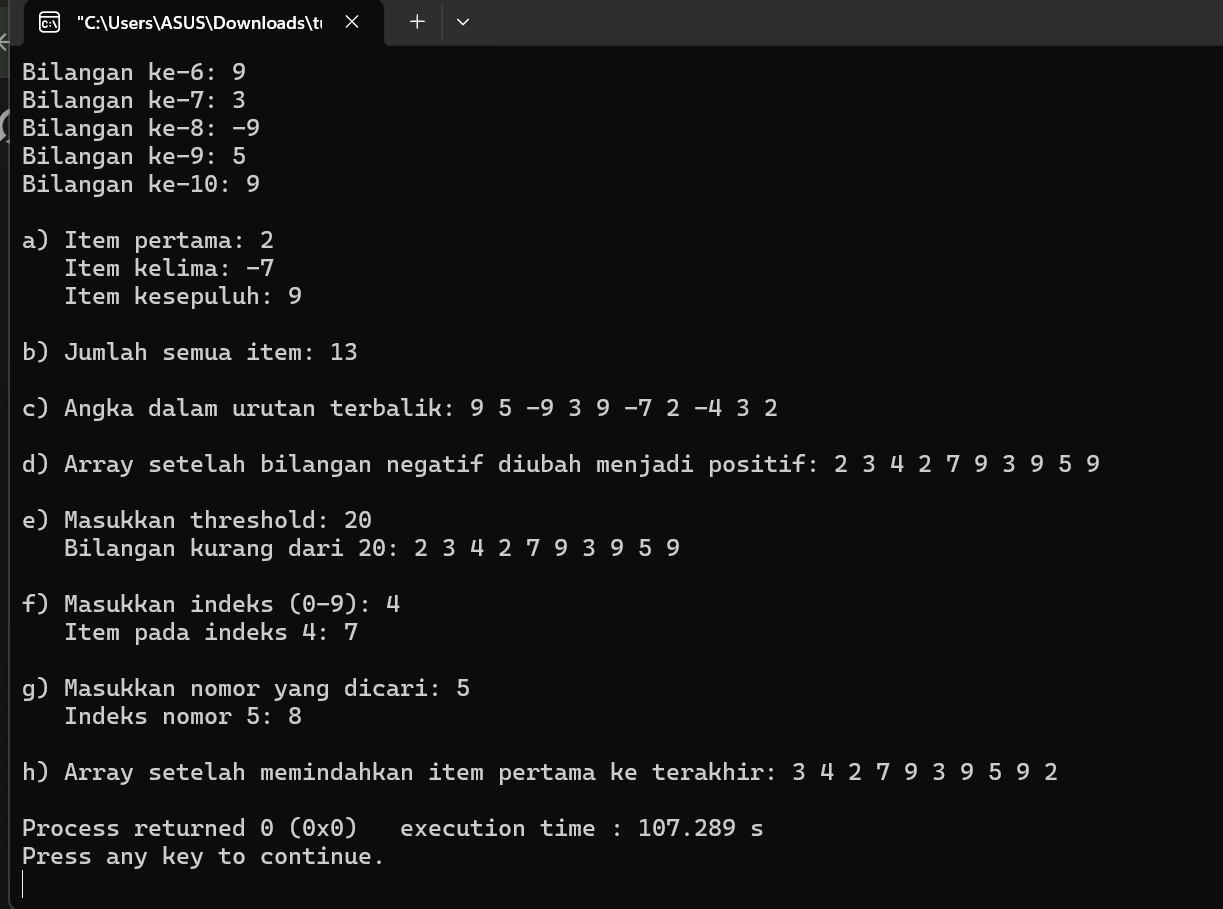 "C:\Users\ASUS\Downloads\tu
Bilangan ke-6: 9
Bilangan ke-7: 3
Bilangan ke-8: -9
Bilangan ke-9: 5
Bilangan ke-10: 9
a) Item pertama: 2
Item kelima: -7
Item kesepuluh: 9
b) Jumlah semua item: 13
c) Angka dalam urutan terbalik: 9 5 -9 3 9 -7 2 -4 3 2
d) Array setelah bilangan negatif diubah menjadi positif: 2 3 4 2 7 9 3 9 5 9
e) Masukkan threshold: 20
Bilangan kurang dari 20: 2 3 4 2 7 9 3 9 5 9
f) Masukkan indeks (0-9): 4
Item pada indeks 4: 7
g) Masukkan nomor yang dicari: 5
Indeks nomor 5: 8
h) Array setelah memindahkan item pertama ke terakhir: 3 4 2 7 9 3 9 5 9 2
Process returned 0 (0x0)   execution time : 107.289 s
Press any key to continue.